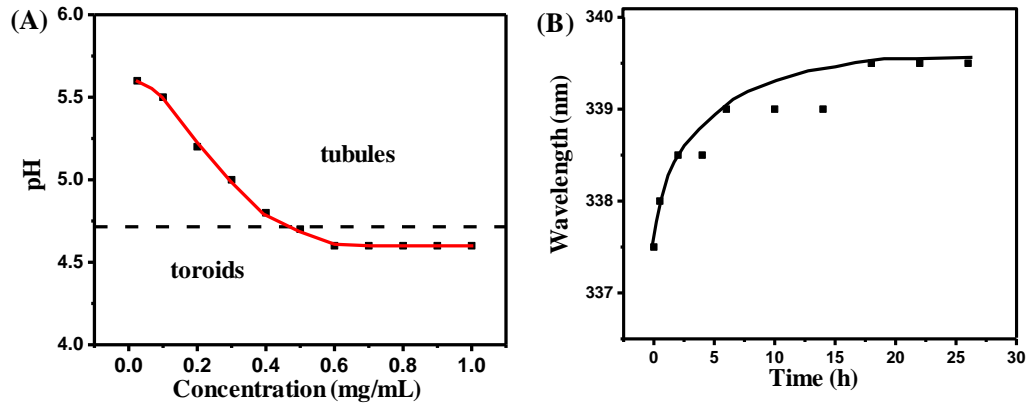 (A)
6.0
5.5
5.0
4.5
4.0
pH
tubules
toroids
0.0 0.2 0.4 0.6 0.8 1.0
Concentration (mg/mL)
(B)
340
339
338
337
Wavelength (nm)
0 5 10 15 20 25 30
Time (h)